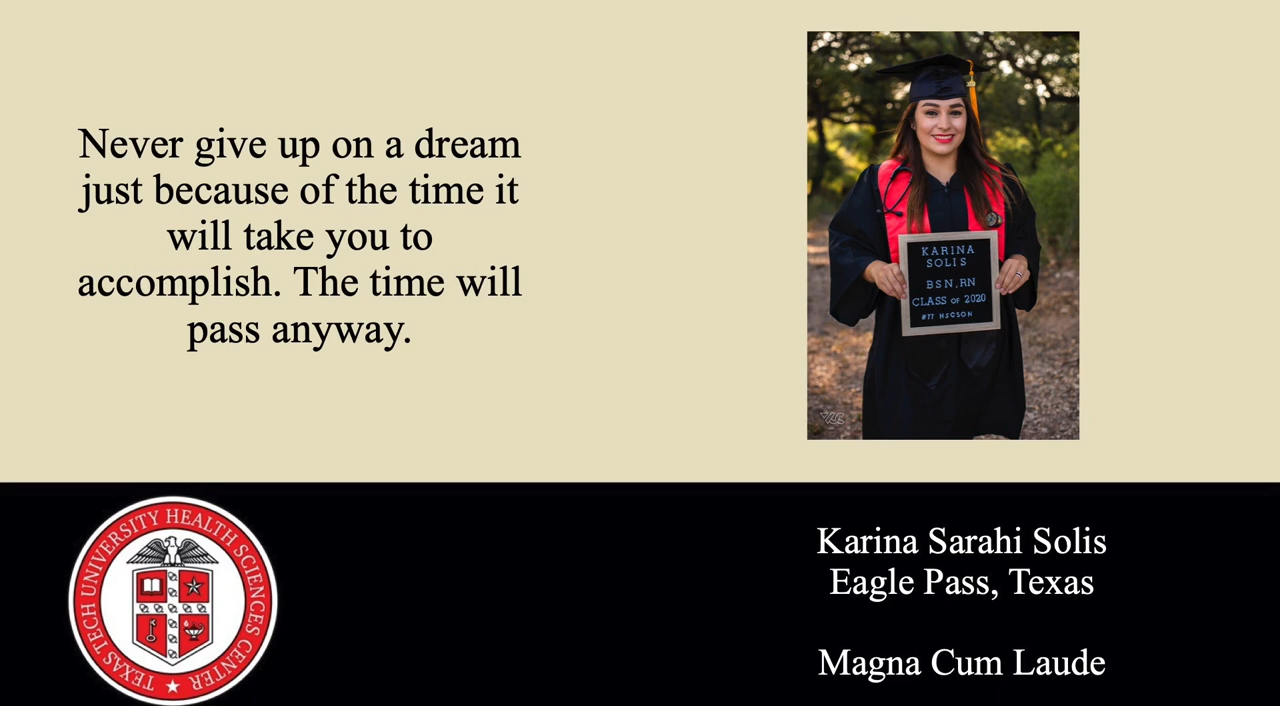 Never give up on a dream
just because of the time it
will take you to
accomplish. The time will
pass anyway.
KARINA
SOLIS
BSN, RN
CLASS OF 2020
TEXAS TECH UNIVERSITY HEALTH SCIENCES CENTER
Karina Sarahi Solis
Eagle Pass, Texas
Magna Cum Laude